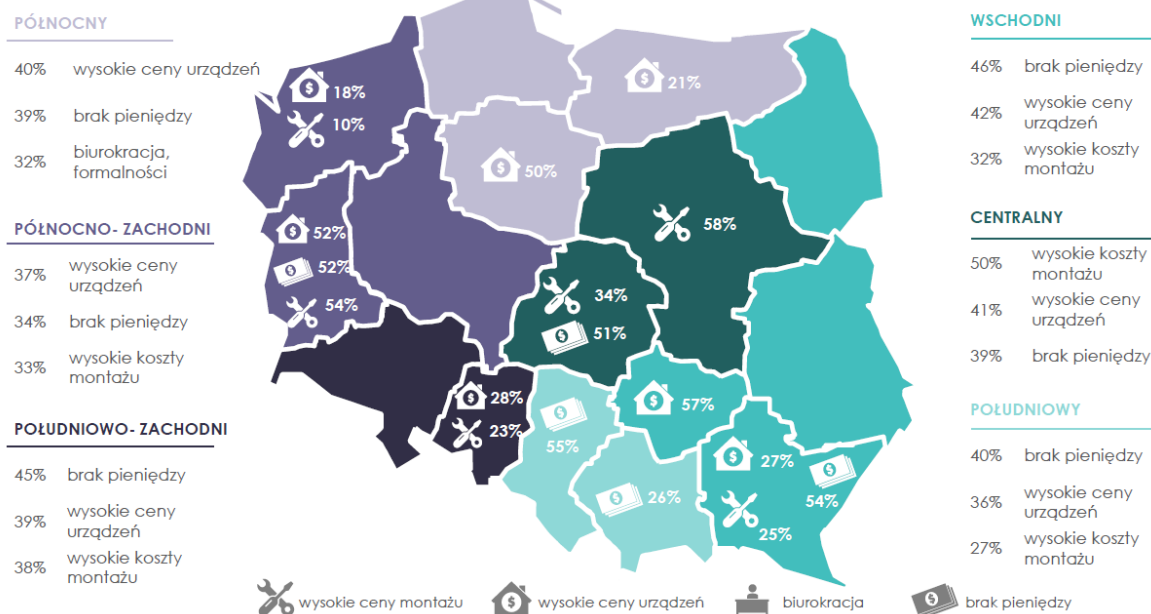 PÓŁNOCNY
40% wysokie ceny urządzeń
39% brak pieniędzy
32% biurokracja,
formalności
PÓŁNOCNO- ZACHODNI
37% wysokie ceny
urządzeń
34% brak pieniędzy
33% wysokie koszty
montażu
POŁUDNIOWO- ZACHODNI
45% brak pieniędzy
39% wysokie ceny
urządzeń
38% wysokie koszty
montażu
18%
10%
21%
50%
52%
52%
54%
58%
34%
51%
28%
23%
55%
57%
26%
27%
54%
25%
WSCHODNI
46% brak pieniędzy
42% wysokie ceny
urządzeń
32% wysokie koszty
montażu
CENTRALNY
50% wysokie koszty
montażu
41% wysokie ceny
urządzeń
39% brak pieniędzy
POŁUDNIOWY
40% brak pieniędzy
36% wysokie ceny
urządzeń
27% wysokie koszty
montażu
wysokie ceny montażu
wysokie ceny urządzeń
biurokracja
brak pieniędzy